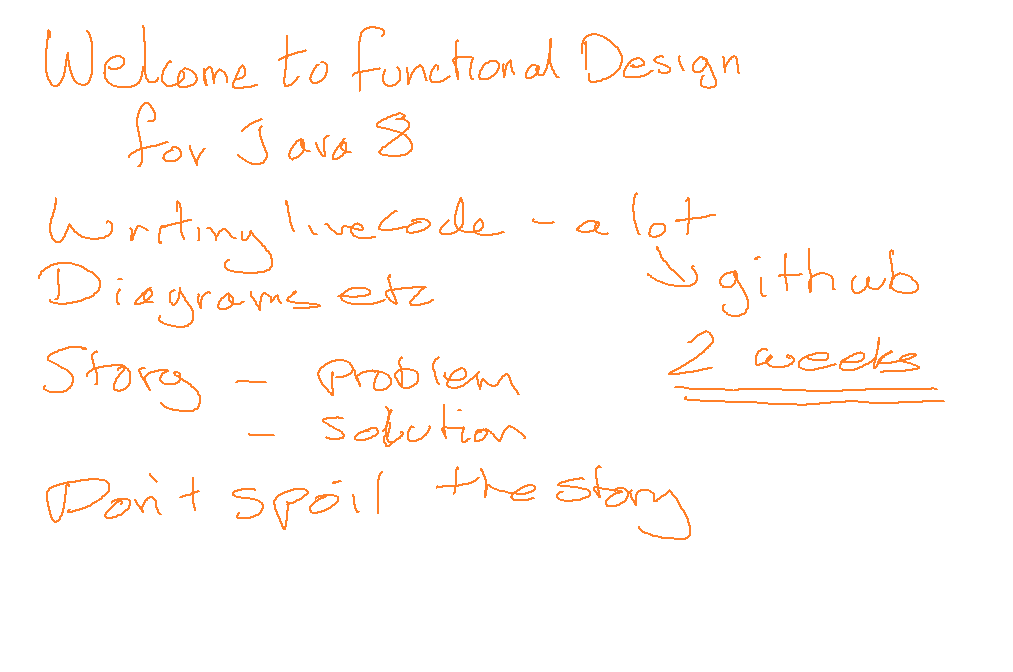 Welcome to functional Design
for Java 8
Writing livecode - a lot
↳ github
Diagrams etc
2 weeks
Story - problem
- solution
Don't spoil the story